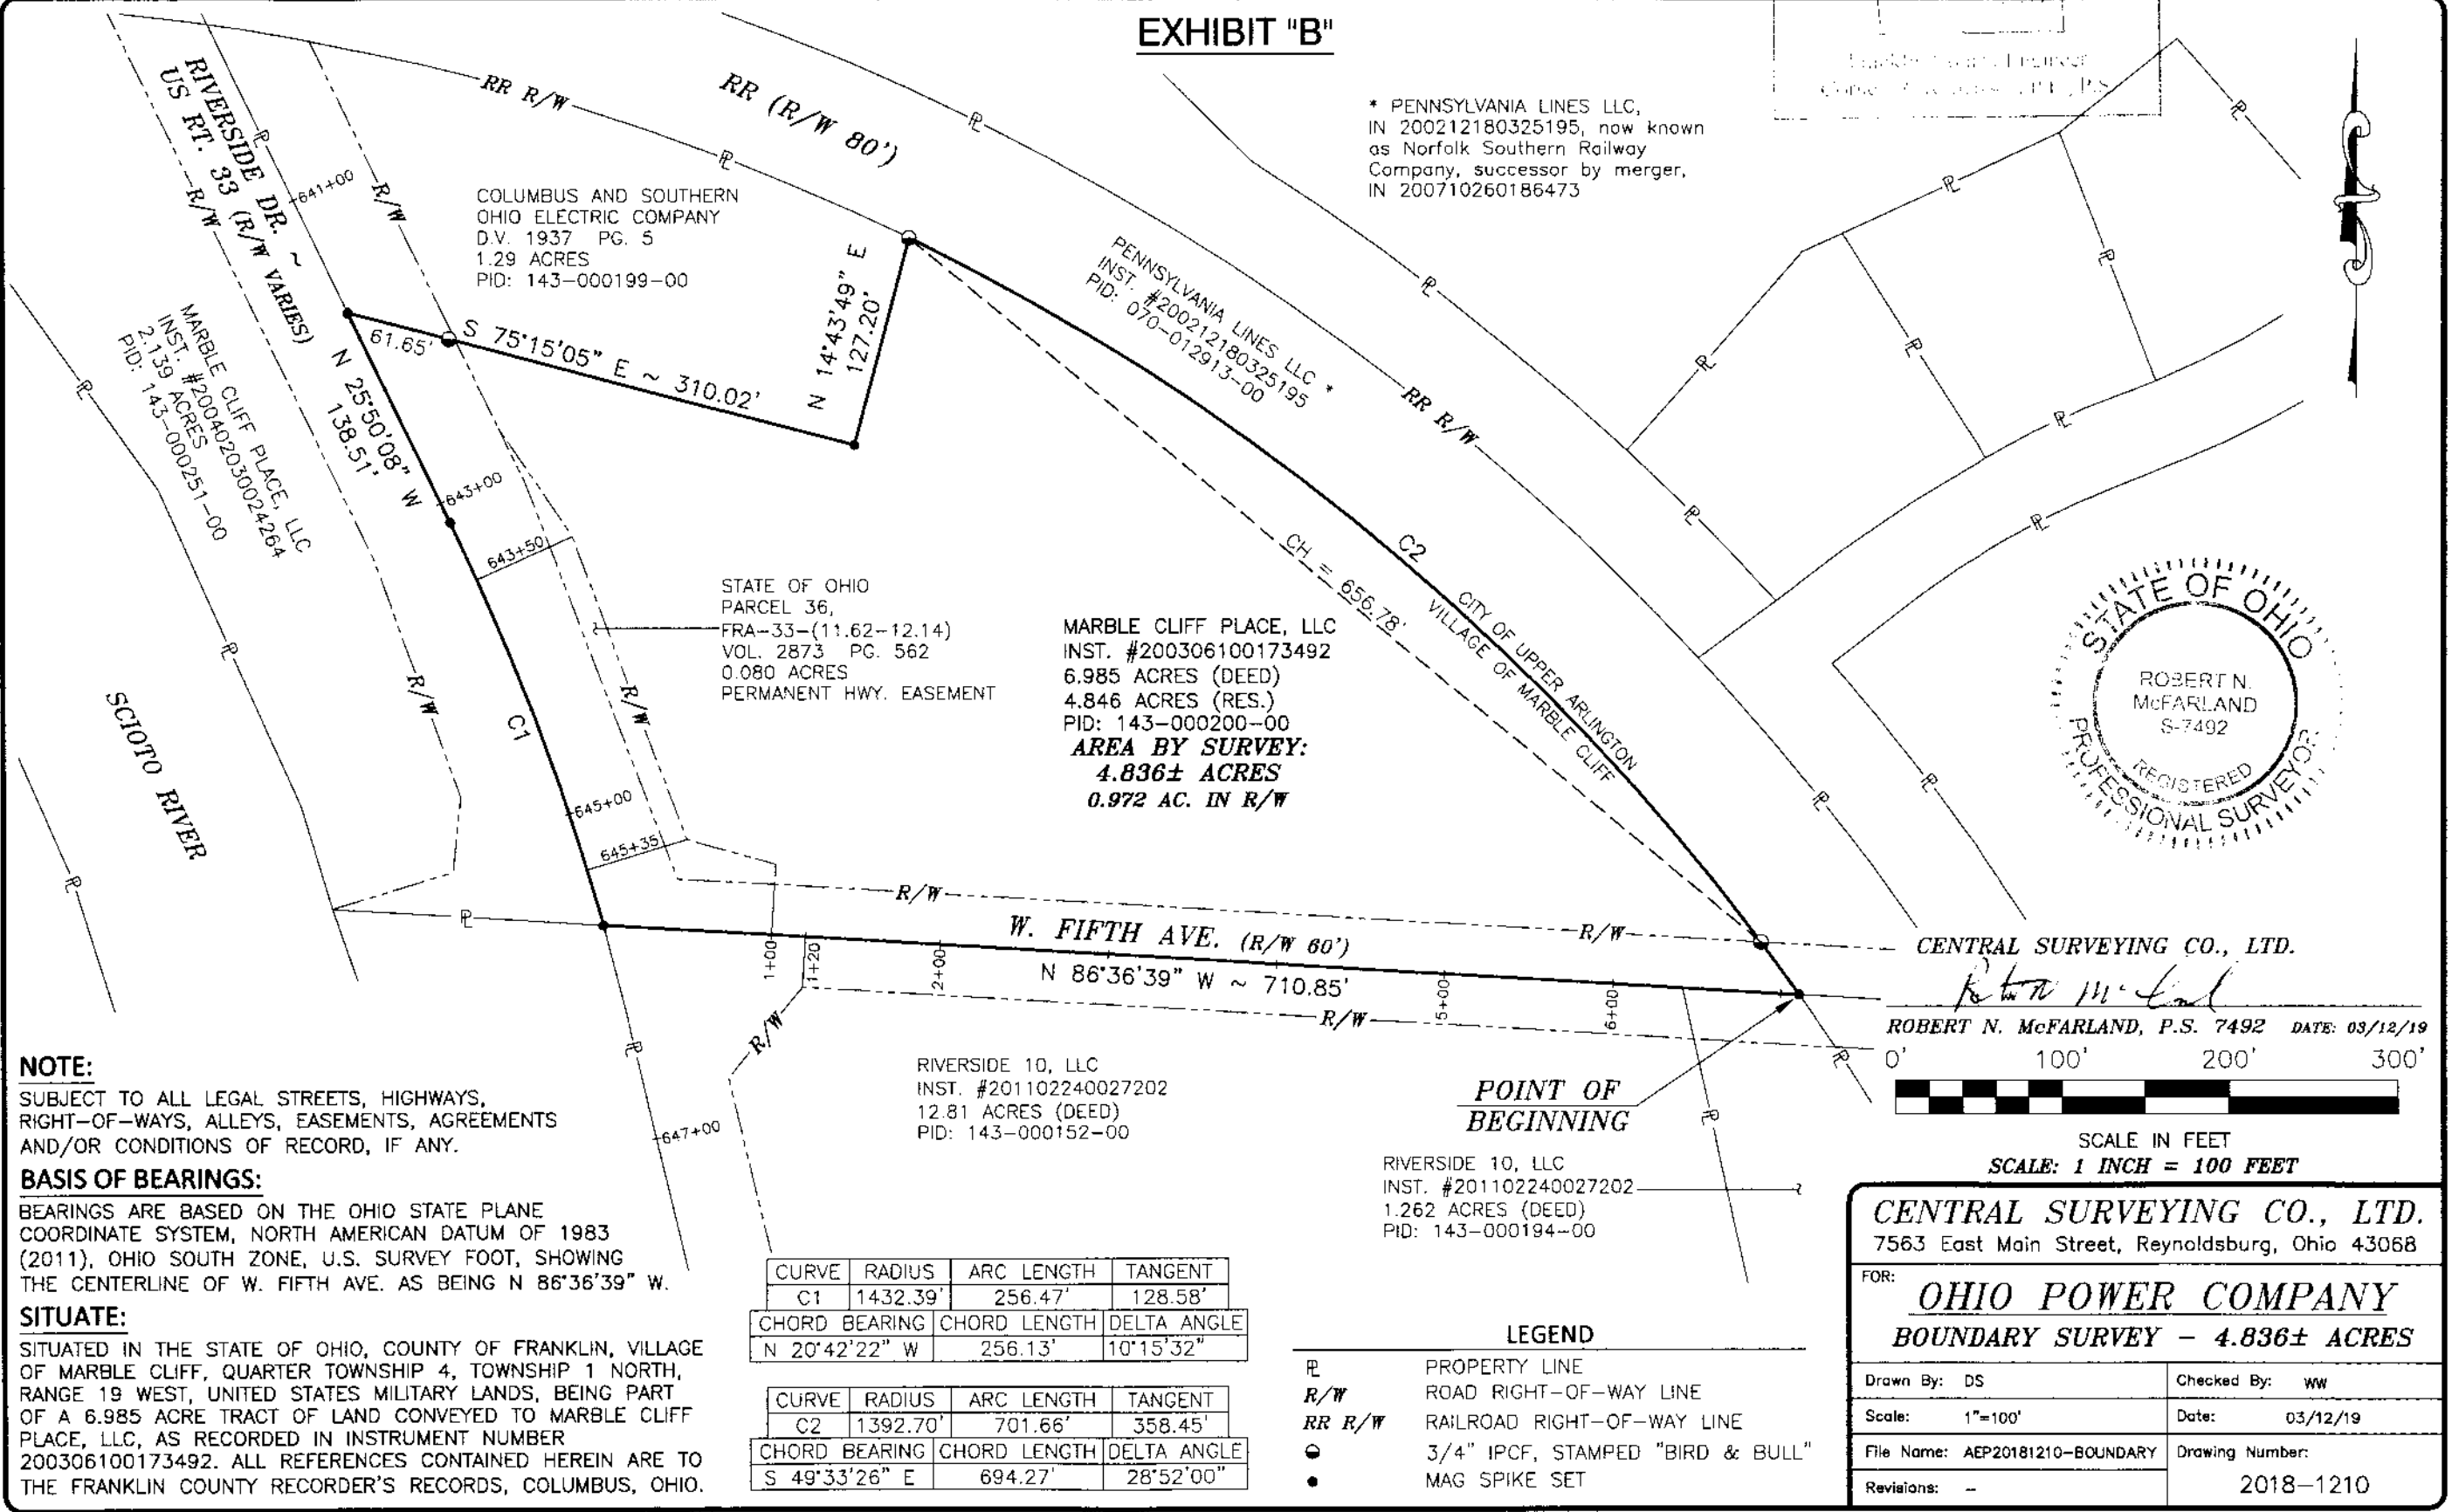 EXHIBIT "B"
RIVERSIDE DR. ~
US RT. 33 (R/W VARIES)
R/W
R/W
641+00
RR R/W
RR (R/W 80')
COLUMBUS AND SOUTHERN
OHIO ELECTRIC COMPANY
D.V. 1937 PG. 5
1.29 ACRES
PID: 143-000199-00
* PENNSYLVANIA LINES LLC,
IN 200212180325195, now known
as Norfolk Southern Railway
Company, successor by merger,
IN 200710260186473
PENNSYLVANIA LINES LLC *
INST. #200212180325195
PID: 070-012913-00
RR R/W
N 14°43'49" E
127.20'
61.65'
S 75°15'05" E ~ 310.02'
N 25°50'08" W
138.51'
MARBLE CLIFF PLACE, LLC
INST. #200402030024264
2.139 ACRES
PID: 143-000251-00
643+00
643+50
C2
CH = 656.78'
CITY OF UPPER ARLINGTON
VILLAGE OF MARBLE CLIFF
STATE OF OHIO
PARCEL 36,
FRA-33-(11.62-12.14)
VOL. 2873 PG. 562
0.080 ACRES
PERMANENT HWY. EASEMENT
MARBLE CLIFF PLACE, LLC
INST. #200306100173492
6.985 ACRES (DEED)
4.846 ACRES (RES.)
PID: 143-000200-00
AREA BY SURVEY:
4.836± ACRES
0.972 AC. IN R/W
STATE OF OHIO
ROBERT N.
McFARLAND
S-7492
REGISTERED
PROFESSIONAL SURVEYOR
SCIOTO RIVER
R/W
R/W
C1
645+00
645+35
R/W
R/W
W. FIFTH AVE. (R/W 60')
N 86°36'39" W ~ 710.85'
1+00
1+20
2+00
5+00
6+00
R/W
R/W
647+00
CENTRAL SURVEYING CO., LTD.
ROBERT N. McFARLAND, P.S. 7492 DATE: 03/12/19
0' 100' 200' 300'
SCALE IN FEET
SCALE: 1 INCH = 100 FEET
POINT OF
BEGINNING
RIVERSIDE 10, LLC
INST. #201102240027202
12.81 ACRES (DEED)
PID: 143-000152-00
RIVERSIDE 10, LLC
INST. #201102240027202
1.262 ACRES (DEED)
PID: 143-000194-00
NOTE:
SUBJECT TO ALL LEGAL STREETS, HIGHWAYS,
RIGHT-OF-WAYS, ALLEYS, EASEMENTS, AGREEMENTS
AND/OR CONDITIONS OF RECORD, IF ANY.
BASIS OF BEARINGS:
BEARINGS ARE BASED ON THE OHIO STATE PLANE
COORDINATE SYSTEM, NORTH AMERICAN DATUM OF 1983
(2011), OHIO SOUTH ZONE, U.S. SURVEY FOOT, SHOWING
THE CENTERLINE OF W. FIFTH AVE. AS BEING N 86°36'39" W.
SITUATE:
SITUATED IN THE STATE OF OHIO, COUNTY OF FRANKLIN, VILLAGE
OF MARBLE CLIFF, QUARTER TOWNSHIP 4, TOWNSHIP 1 NORTH,
RANGE 19 WEST, UNITED STATES MILITARY LANDS, BEING PART
OF A 6.985 ACRE TRACT OF LAND CONVEYED TO MARBLE CLIFF
PLACE, LLC, AS RECORDED IN INSTRUMENT NUMBER
200306100173492. ALL REFERENCES CONTAINED HEREIN ARE TO
THE FRANKLIN COUNTY RECORDER'S RECORDS, COLUMBUS, OHIO.
CURVE RADIUS ARC LENGTH TANGENT
C1 1432.39' 256.47' 128.58'
CHORD BEARING CHORD LENGTH DELTA ANGLE
N 20°42'22" W 256.13' 10°15'32"
CURVE RADIUS ARC LENGTH TANGENT
C2 1392.70' 701.66' 358.45'
CHORD BEARING CHORD LENGTH DELTA ANGLE
S 49°33'26" E 694.27' 28°52'00"
LEGEND
PL PROPERTY LINE
R/W ROAD RIGHT-OF-WAY LINE
RR R/W RAILROAD RIGHT-OF-WAY LINE
3/4" IPCF, STAMPED "BIRD & BULL"
MAG SPIKE SET
CENTRAL SURVEYING CO., LTD.
7563 East Main Street, Reynoldsburg, Ohio 43068
FOR:
OHIO POWER COMPANY
BOUNDARY SURVEY - 4.836± ACRES
Drawn By: DS Checked By: WW
Scale: 1"=100' Date: 03/12/19
File Name: AEP20181210-BOUNDARY Drawing Number:
Revisions: - 2018-1210